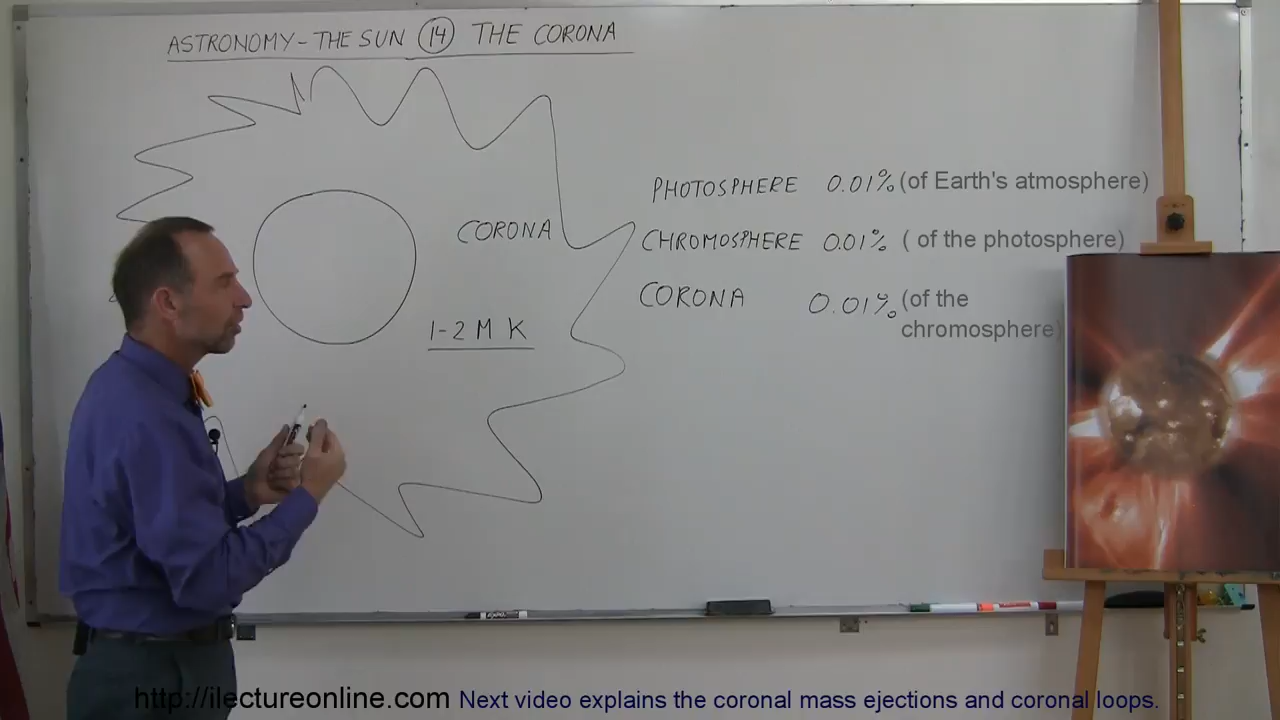 ASTRONOMY - THE SUN 14 THE CORONA
PHOTOSPHERE 0.01% (of Earth's atmosphere)
CORONA
CHROMOSPHERE 0.01% ( of the photosphere)
CORONA 0.01% (of the
chromosphere)
1-2 M K
EXPO
http://ilectureonline.com Next video explains the coronal mass ejections and coronal loops.